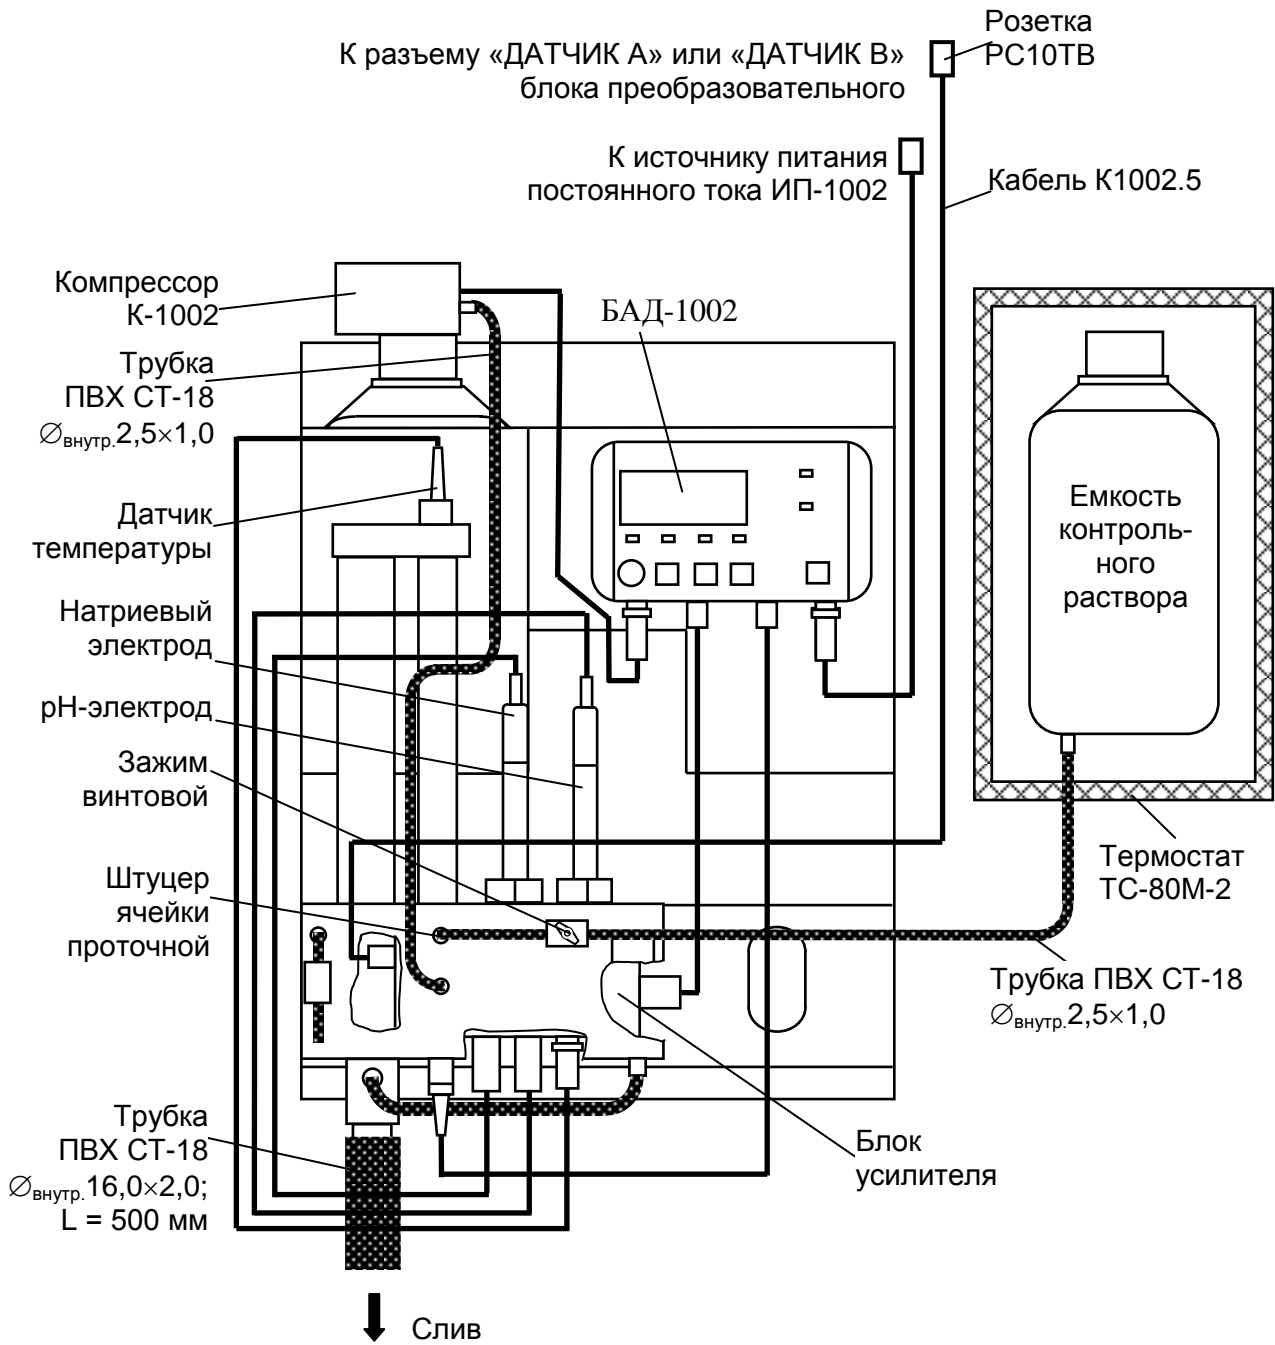 Розетка
РС10ТВ
К разъему «ДАТЧИК А» или «ДАТЧИК В»
блока преобразовательного
К источнику питания
постоянного тока ИП-1002
Кабель К1002.5
Компрессор
К-1002
БАД-1002
Трубка
ПВХ СТ-18
∅внутр.2,5×1,0
Датчик
температуры
Емкость
контроль-
ного
раствора
Натриевый
электрод
pH-электрод
Зажим
винтовой
Штуцер
ячейки
проточной
Термостат
ТС-80М-2
Трубка ПВХ СТ-18
∅внутр.2,5×1,0
Трубка
ПВХ СТ-18
∅внутр.16,0×2,0;
L = 500 мм
Блок
усилителя
Слив